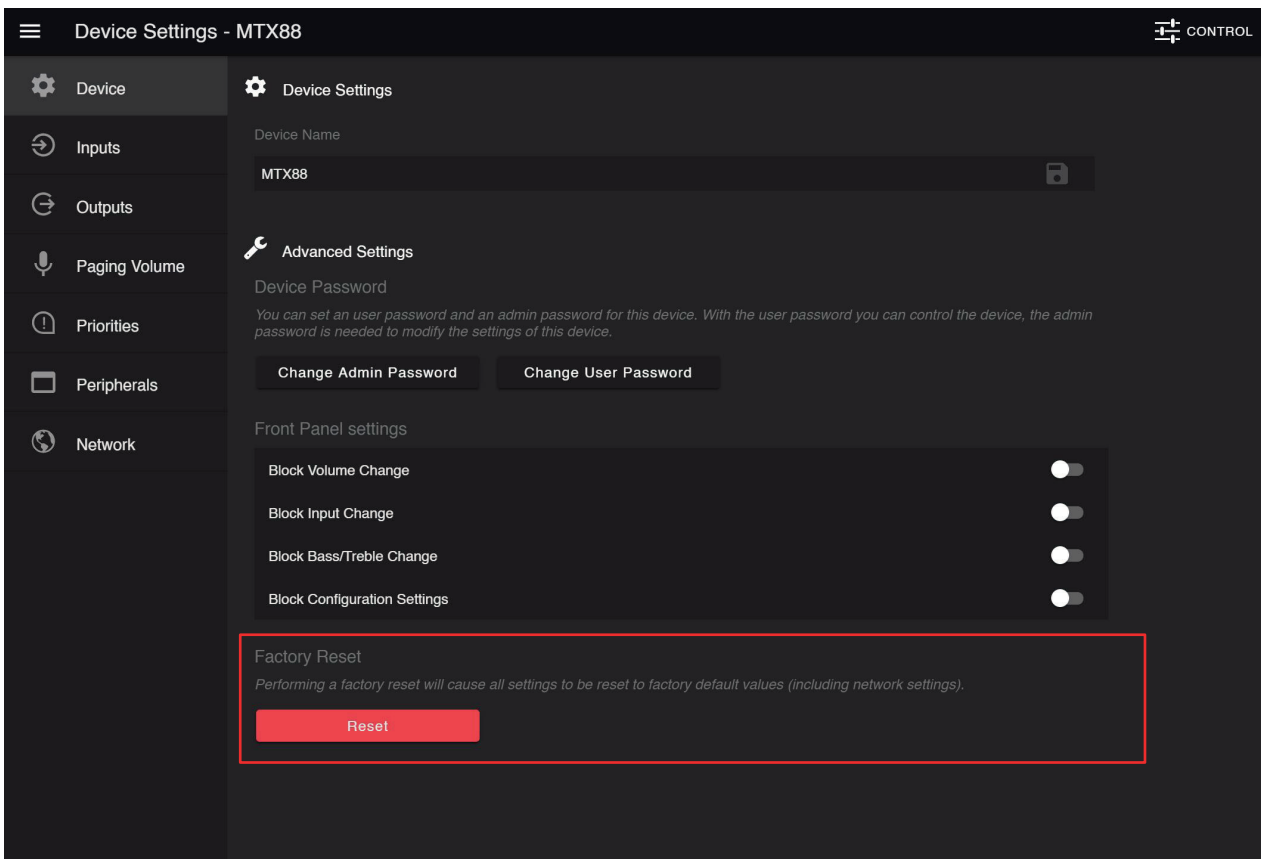 Device Settings - MTX88
CONTROL
Device
Inputs
Outputs
Paging Volume
Priorities
Peripherals
Network
Device Settings
Device Name
MTX88
Advanced Settings
Device Password
You can set an user password and an admin password for this device. With the user password you can control the device, the admin
password is needed to modify the settings of this device.
Change Admin Password
Change User Password
Front Panel settings
Block Volume Change
Block Input Change
Block Bass/Treble Change
Block Configuration Settings
Factory Reset
Performing a factory reset will cause all settings to be reset to factory default values (including network settings).
Reset